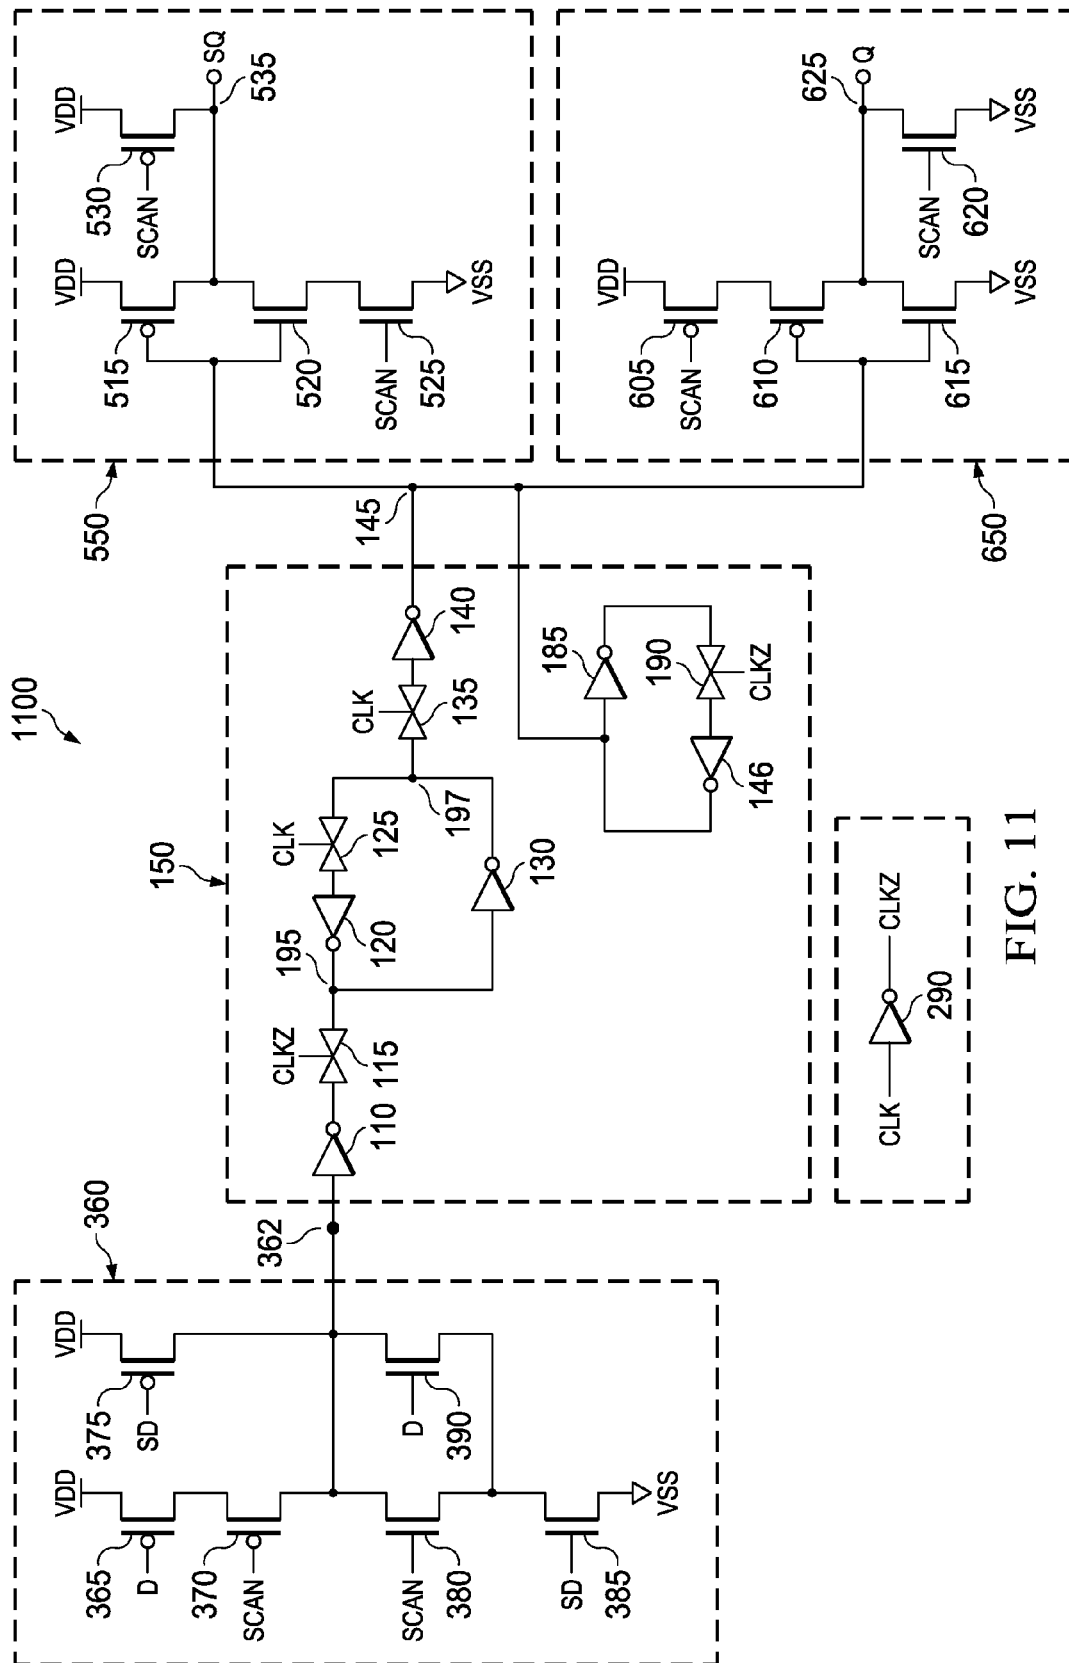 1100
360
VDD
VDD
365
D
370
SCAN
375
SD
SCAN
380
D
390
SD
385
VSS
362
150
110
CLKZ
115
195
120
CLK
125
197
130
CLK
135
140
145
185
190
CLKZ
146
CLK
CLKZ
290
550
VDD
VDD
515
530
SCAN
SQ
535
520
SCAN
525
VSS
650
VDD
605
SCAN
610
615
VSS
625
Q
SCAN
620
VSS
FIG. 11